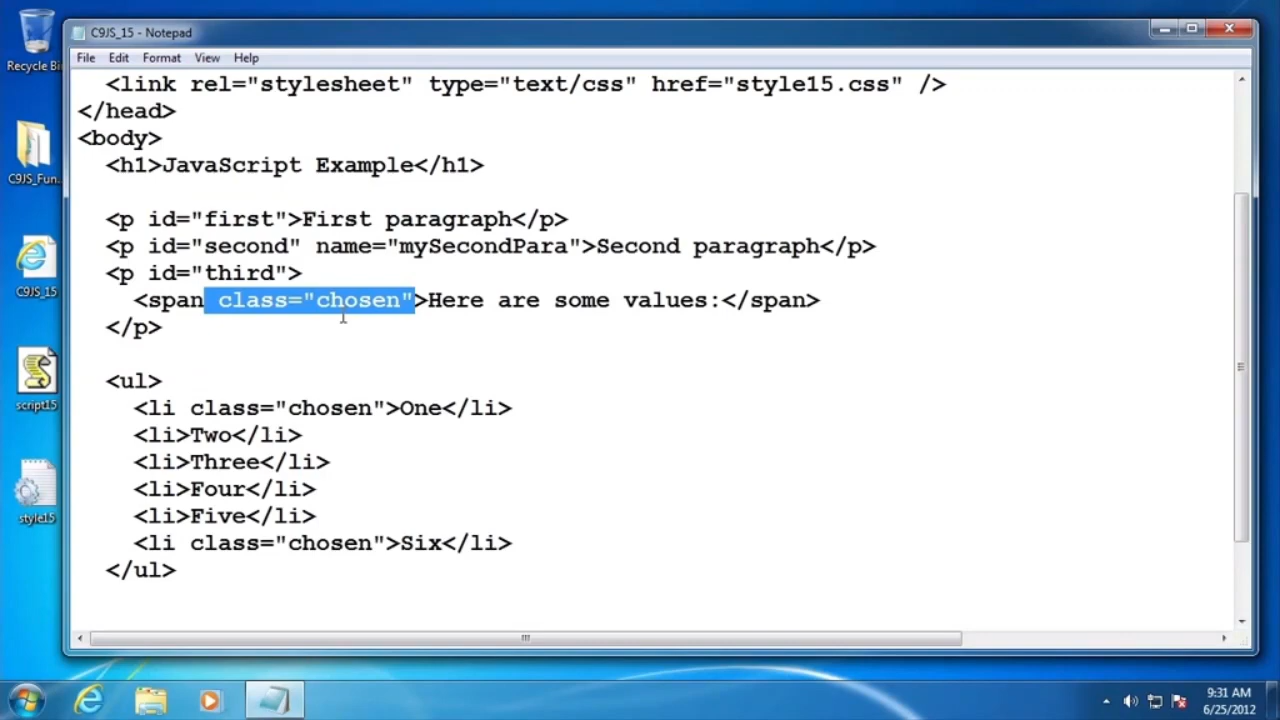 C9JS_15 - Notepad
File Edit Format View Help
<link rel="stylesheet" type="text/css" href="style15.css" />
</head>
<body>
<h1>JavaScript Example</h1>
<p id="first">First paragraph</p>
<p id="second" name="mySecondPara">Second paragraph</p>
<p id="third">
<span class="chosen">Here are some values:</span>
</p>
<ul>
<li class="chosen">One</li>
<li>Two</li>
<li>Three</li>
<li>Four</li>
<li>Five</li>
<li class="chosen">Six</li>
</ul>
Recycle Bi
C9JS_Fun...
C9JS_15
script15
style15
9:31 AM
6/25/2012